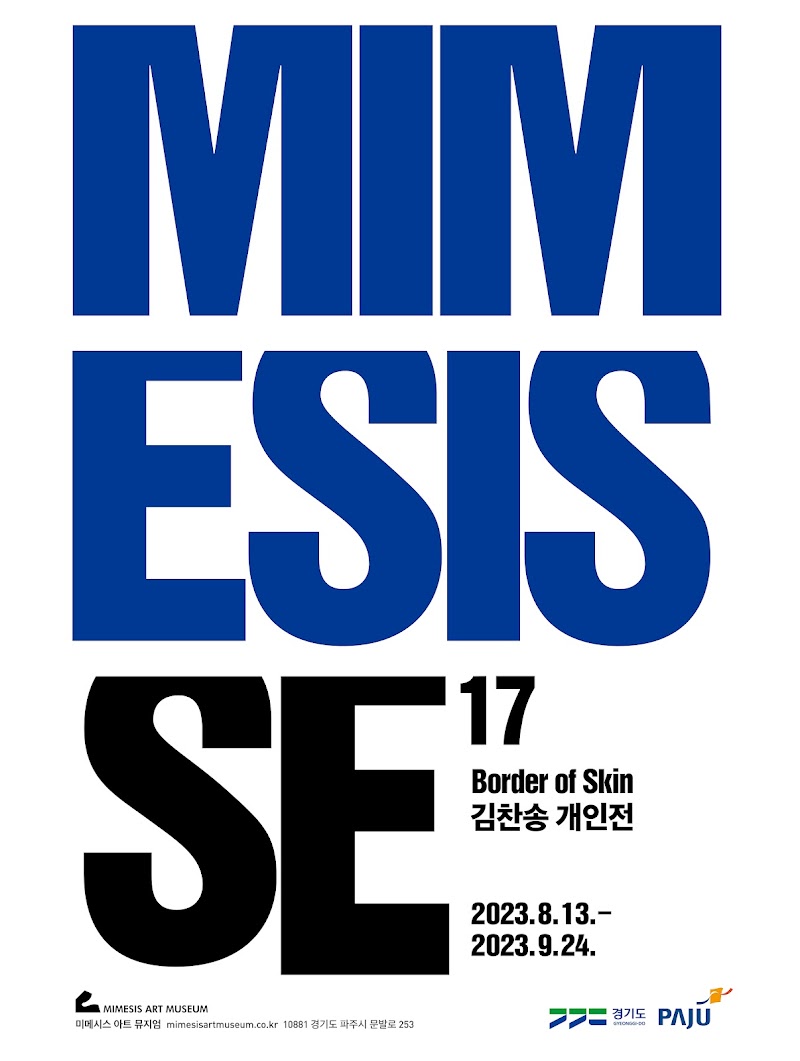 MIM
ESIS
SE 17
Border of Skin
김찬송 개인전
2023.8.13.–
2023.9.24.
MIMESIS ART MUSEUM
미메시스 아트 뮤지엄 mimesisartmuseum.co.kr 10881 경기도 파주시 문발로 253
경기도
GYEONGGI-DO
PAJU